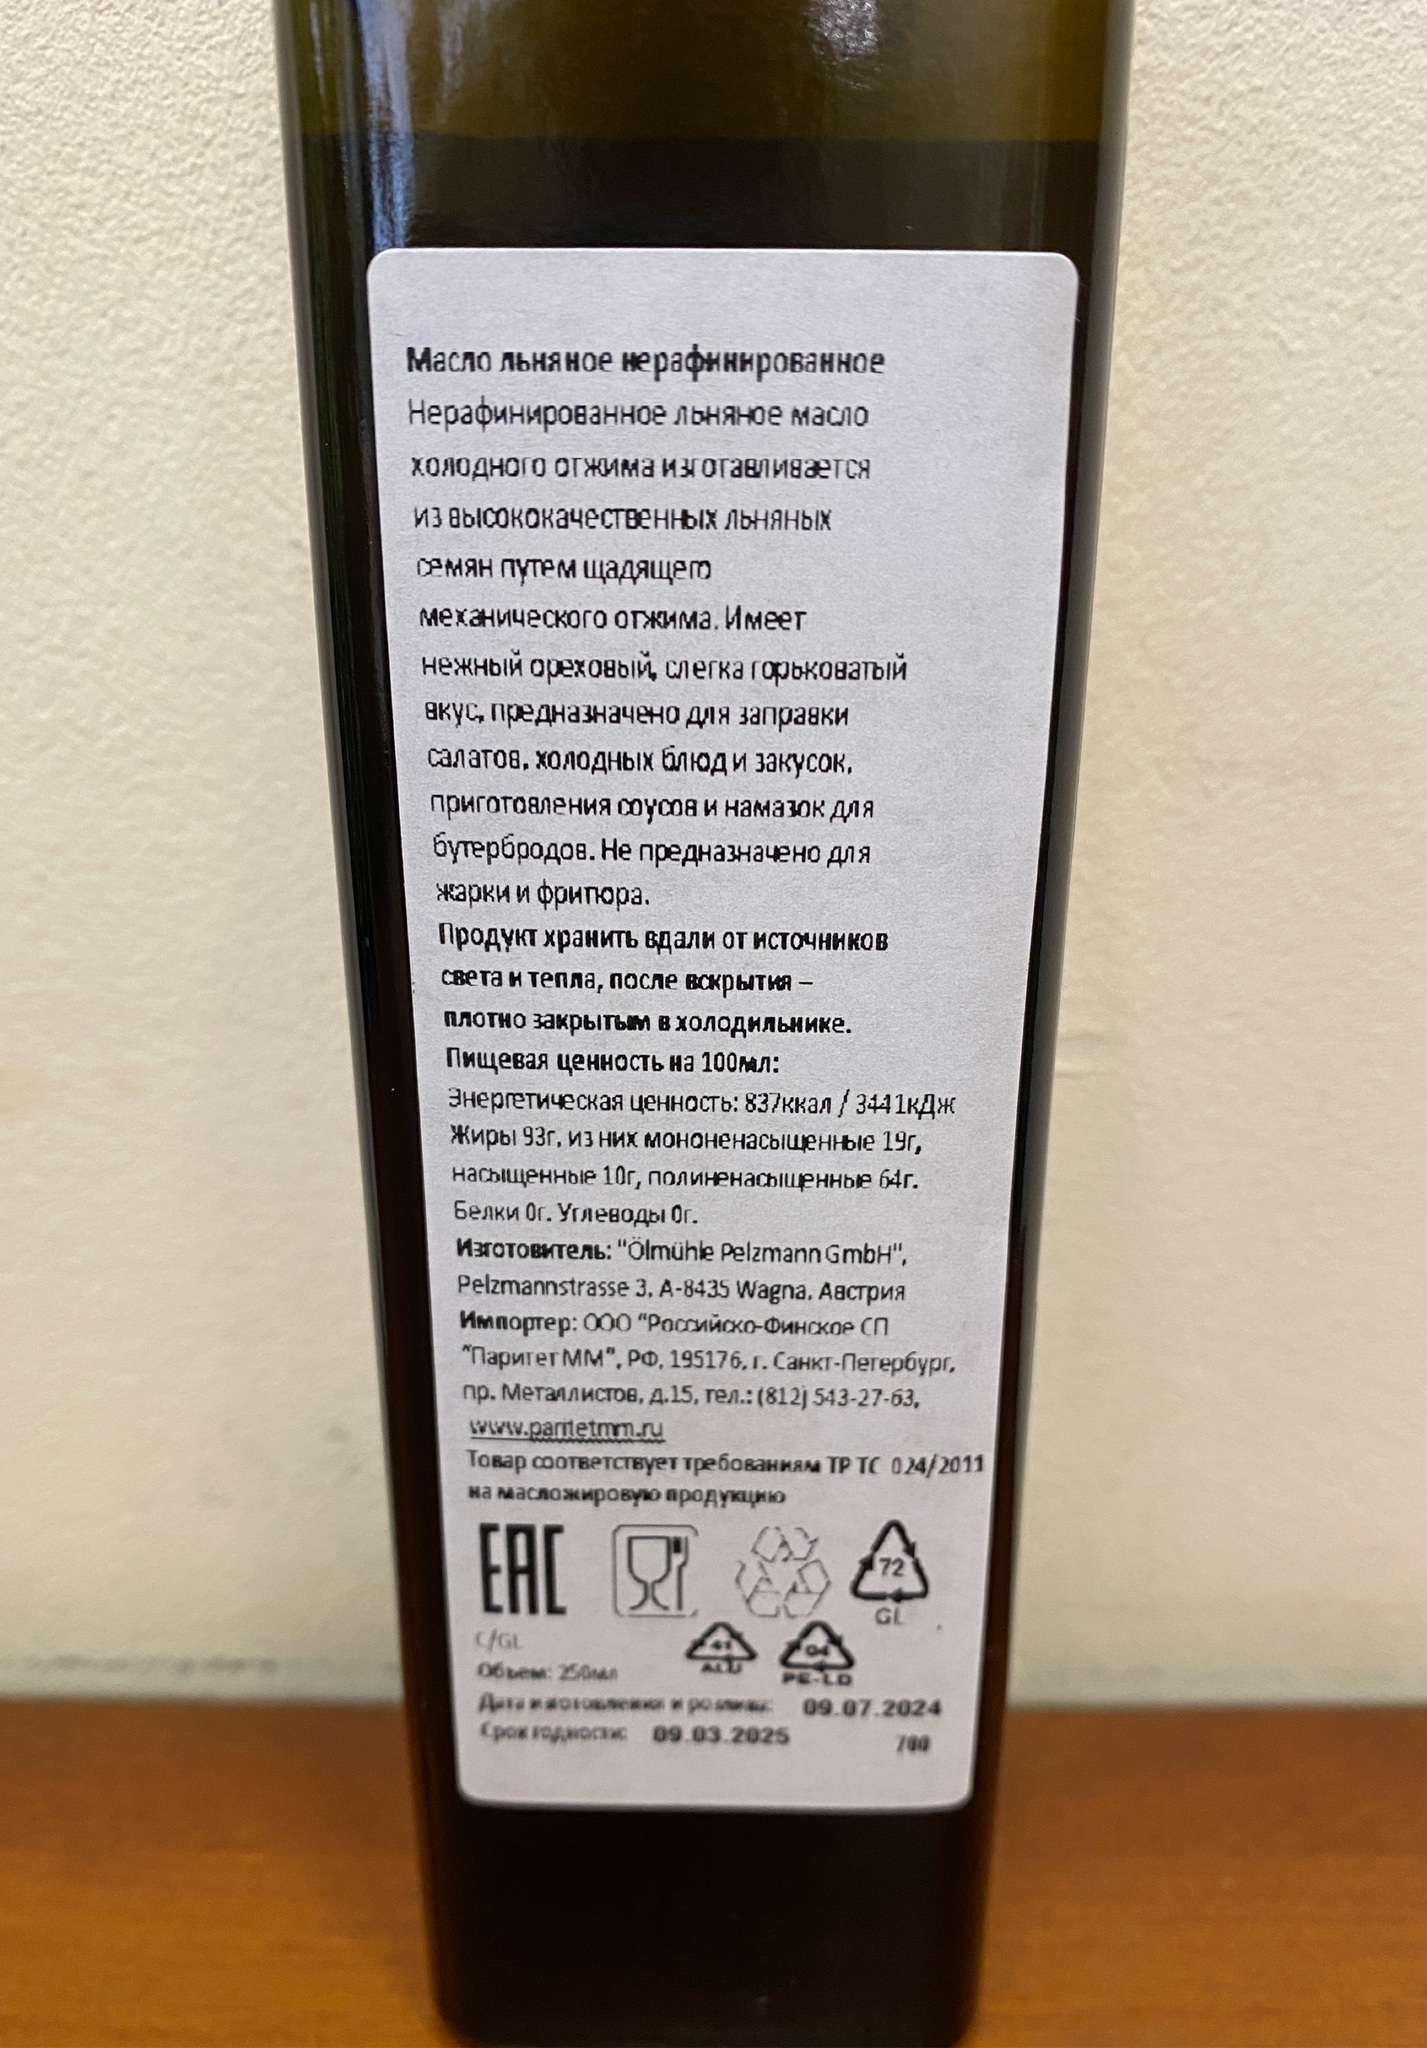 Масло льняное нерафинированное
Нерафинированное льняное масло
холодного отжима изготавливается
из высококачественных льняных
семян путем щадящего
механического отжима. Имеет
нежный ореховый, слегка горьковатый
вкус, предназначено для заправки
салатов, холодных блюд и закусок,
приготовления соусов и намазок для
бутербродов. Не предназначено для
жарки и фритюра.
Продукт хранить вдали от источников
света и тепла, после вскрытия –
плотно закрытым в холодильнике.
Пищевая ценность на 100мл:
Энергетическая ценность: 837ккал / 3441кДж
Жиры 93г, из них мононенасыщенные 19г,
насыщенные 10г, полиненасыщенные 64г.
Белки 0г. Углеводы 0г.
Изготовитель: "Ölmühle Pelzmann GmbH",
Pelzmannstrasse 3, A-8435 Wagna, Австрия
Импортер: ООО "Российско-Финское СП
"Паритет ММ", РФ, 195176, г. Санкт-Петербург,
пр. Металлистов, д.15, тел.: (812) 543-27-63,
www.paritetmm.ru
Товар соответствует требованиям ТР ТС 024/2011
на масложировую продукцию
EAC
72
GL
C/GL
41
ALU
04
PE-LD
Объем: 250мл
Дата изготовления и розлива: 09.07.2024
Срок годности: 09.03.2025
700